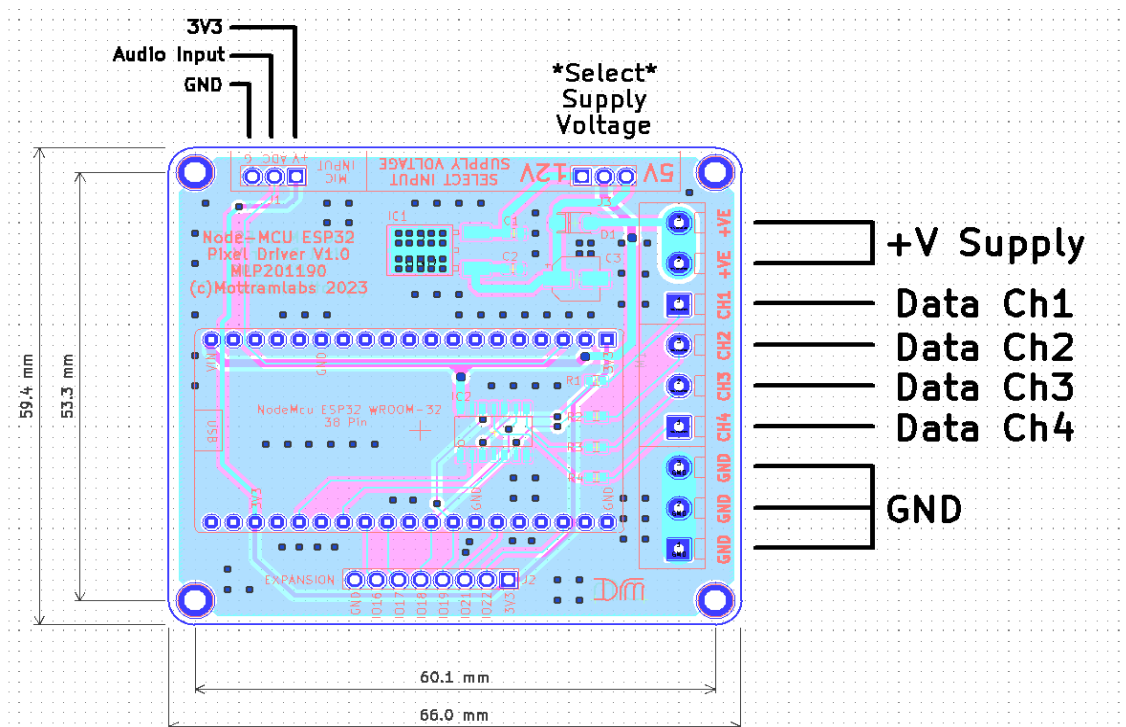 3V3
Audio Input
GND
*Select*
Supply
Voltage
G
ADC
+V
MIC
INPUT
SELECT INPUT
SUPPLY VOLTAGE
12V
5V
J1
J3
IC1
C1
C2
C3
D1
Node-MCU ESP32
Pixel Driver V1.0
MLP201190
(c)Mottramlabs 2023
+VE
+VE
CH1
CH2
CH3
CH4
GND
GND
GND
+V Supply
Data Ch1
Data Ch2
Data Ch3
Data Ch4
GND
VIN
GND
3V3
IC2
R1
R2
R3
R4
NodeMcu ESP32 WROOM-32
38 Pin
USB
3V3
GND
GND
EXPANSION
J2
GND
IO16
IO17
IO18
IO19
IO21
IO22
3V3
DM
59.4 mm
53.3 mm
60.1 mm
66.0 mm